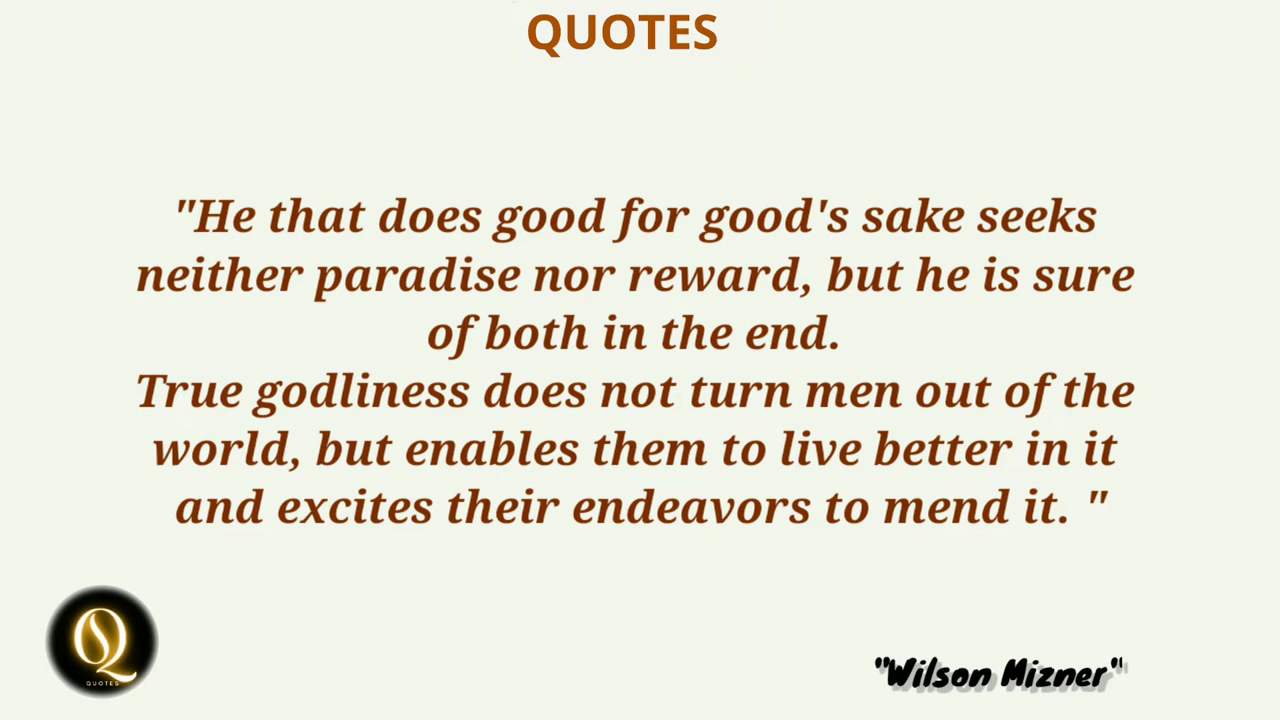 QUOTES
"He that does good for good's sake seeks
neither paradise nor reward, but he is sure
of both in the end.
True godliness does not turn men out of the
world, but enables them to live better in it
and excites their endeavors to mend it. "
Q
QUOTES
"Wilson Mizner"